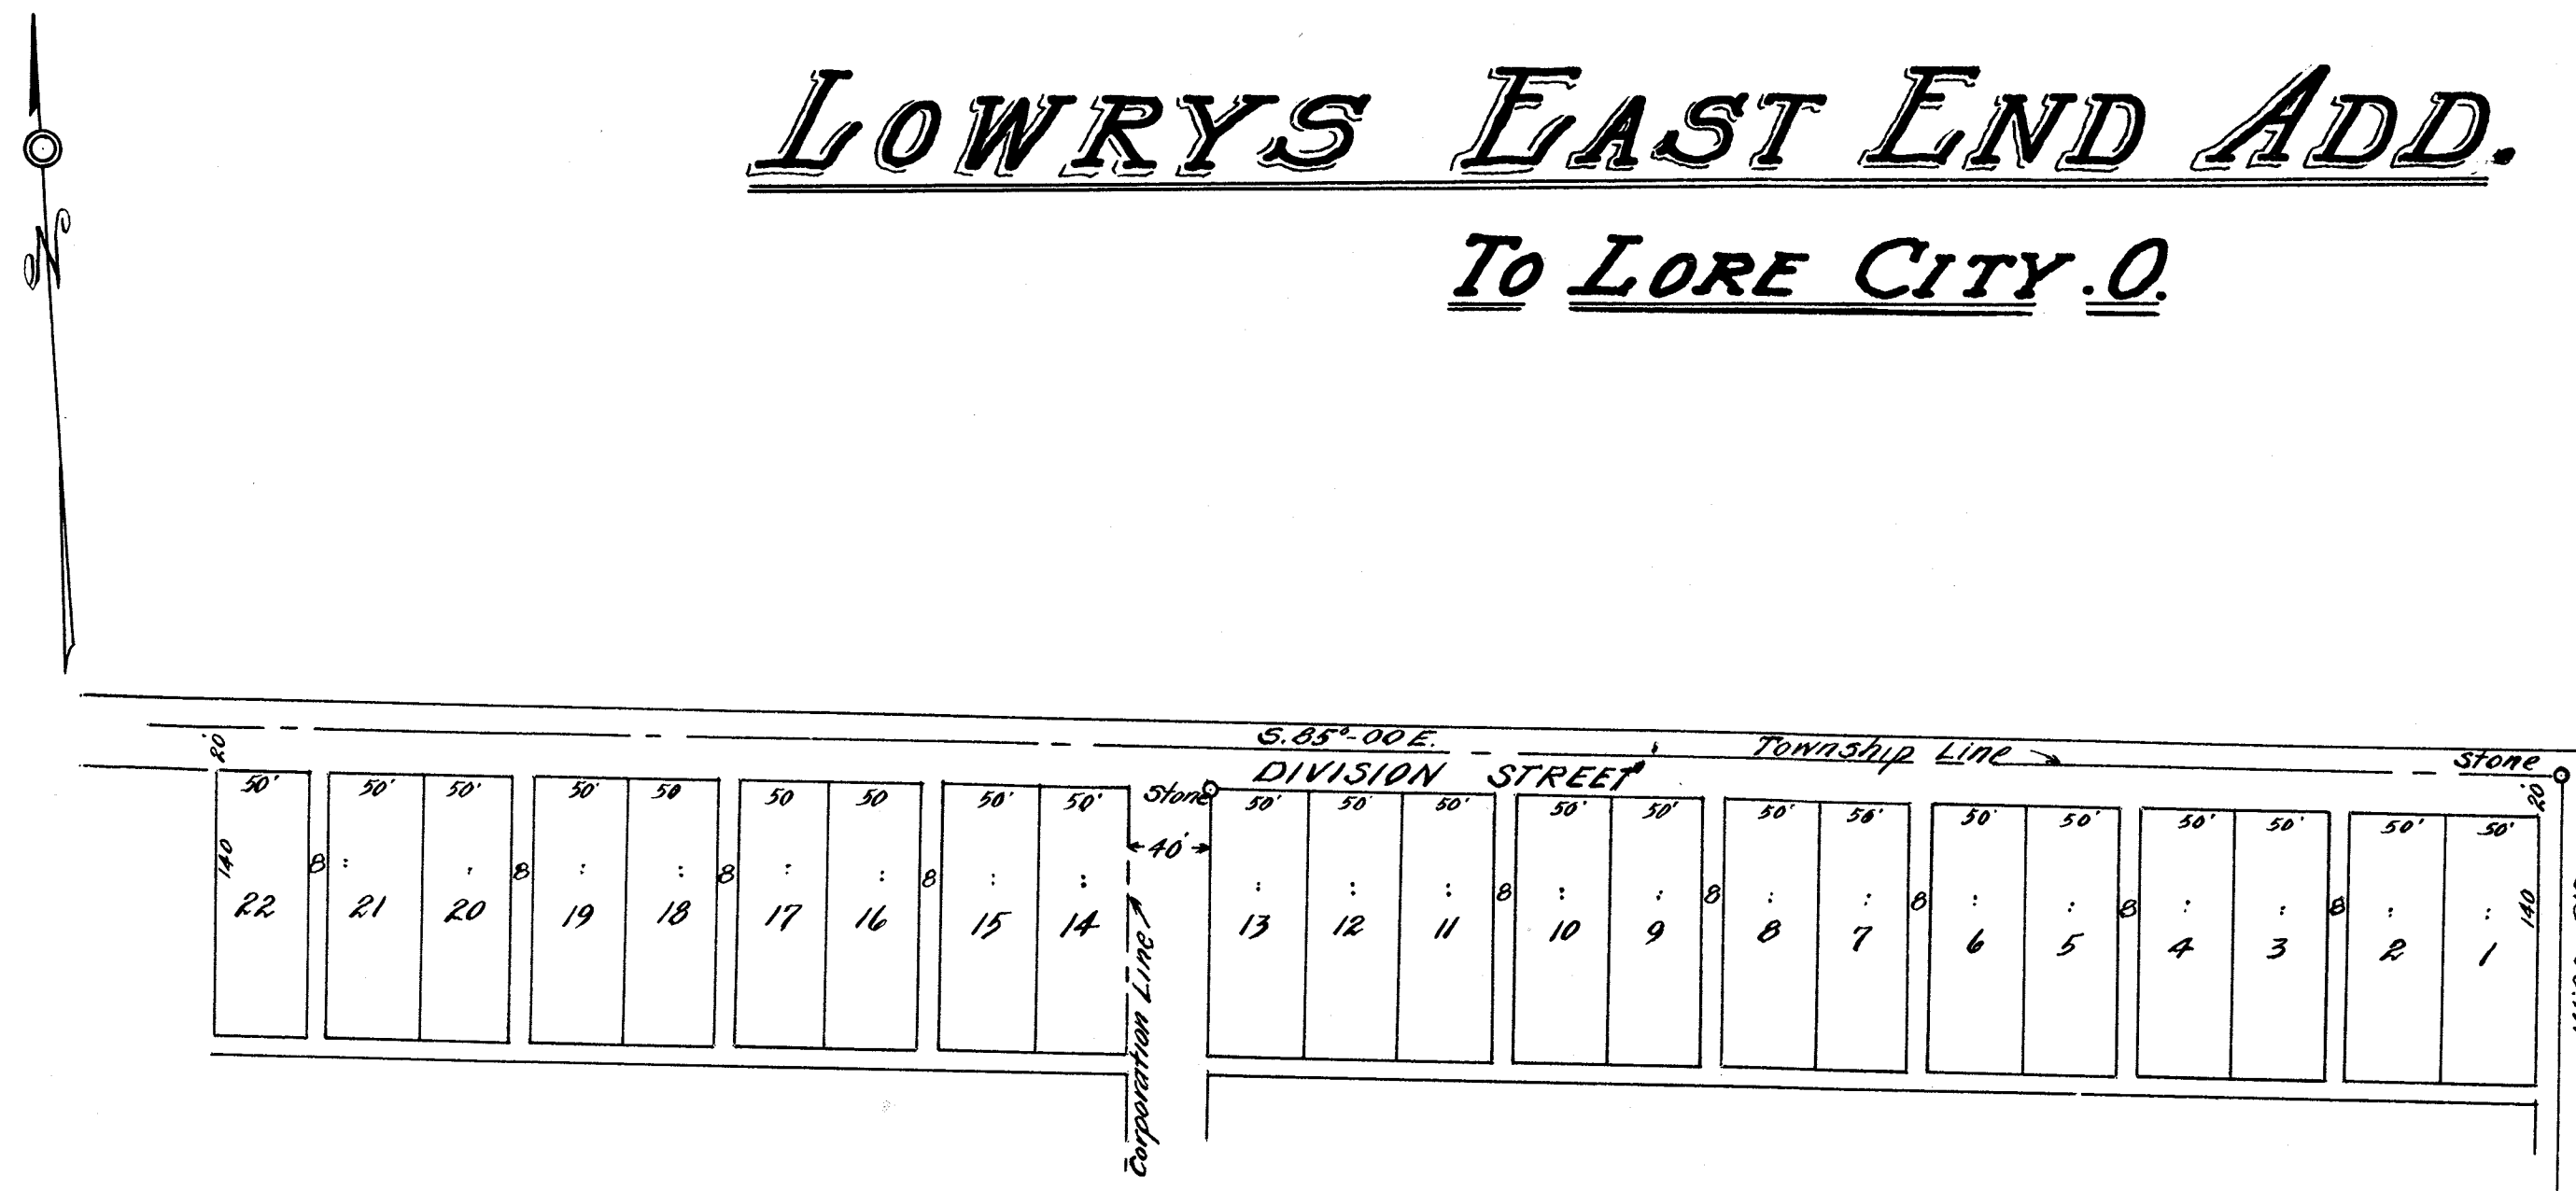 LOWRYS EAST END ADD.
TO LORE CITY .O.
N
S.85°-00 E.
Township Line
Stone
DIVISION STREET
20'
20'
50' 50' 50' 50' 50 50 50 50' 50' Stone 50' 50' 50' 50' 50' 50' 56' 50' 50' 50' 50' 50' 50'
40'
140 8 : : 8 : : 8 : : 8 : : : : : 8 : : 8 : : 8 : : 8 : : 8 : : 140
22 21 20 19 18 17 16 15 14 13 12 11 10 9 8 7 6 5 4 3 2 1
Corporation Line